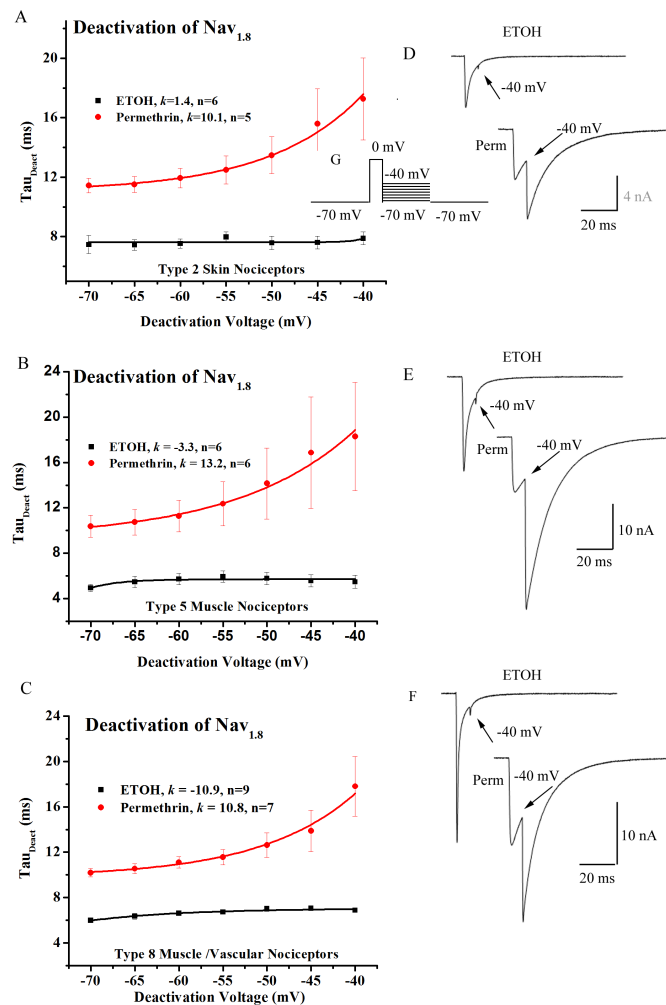 A
Deactivation of Nav1.8
ETOH, k=1.4, n=6
Permethrin, k=10.1, n=5
TauDeact (ms)
20
16
12
8
Type 2 Skin Nociceptors
-70 -65 -60 -55 -50 -45 -40
Deactivation Voltage (mV)
G
0 mV
-40 mV
-70 mV
-70 mV
-70 mV
D
ETOH
-40 mV
Perm
-40 mV
4 nA
20 ms
B
Deactivation of Nav1.8
ETOH, k = -3.3, n=6
Permethrin, k = 13.2, n=6
TauDeact (ms)
24
20
16
12
8
4
Type 5 Muscle Nociceptors
-70 -65 -60 -55 -50 -45 -40
Deactivation Voltage (mV)
E
ETOH
-40 mV
Perm
-40 mV
10 nA
20 ms
C
Deactivation of Nav1.8
ETOH, k = -10.9, n=9
Permethrin, k = 10.8, n=7
TauDeact (ms)
24
20
16
12
8
4
Type 8 Muscle /Vascular Nociceptors
-70 -65 -60 -55 -50 -45 -40
Deactivation Voltage (mV)
F
ETOH
-40 mV
Perm
-40 mV
10 nA
20 ms